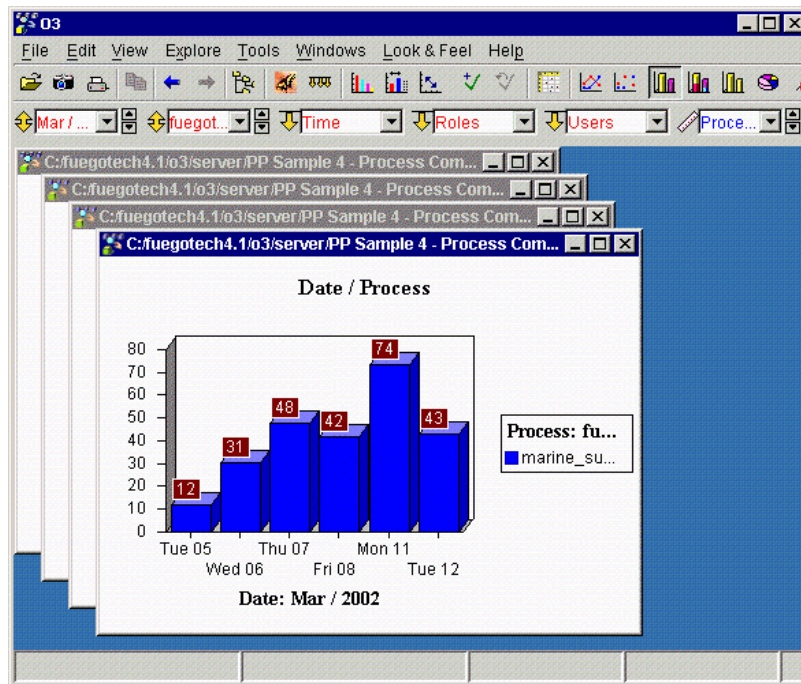 O3
File Edit View Explore Tools Windows Look & Feel Help
Mar / ... fuegot... Time Roles Users Proce...
C:/fuegotech4.1/o3/server/PP Sample 4 - Process Com...
C:/fuegotech4.1/o3/server/PP Sample 4 - Process Com...
C:/fuegotech4.1/o3/server/PP Sample 4 - Process Com...
C:/fuegotech4.1/o3/server/PP Sample 4 - Process Com...
Date / Process
80
70
60
50
40
30
20
10
0
12
31
48
42
74
43
Tue 05
Wed 06
Thu 07
Fri 08
Mon 11
Tue 12
Date: Mar / 2002
Process: fu...
marine_su...